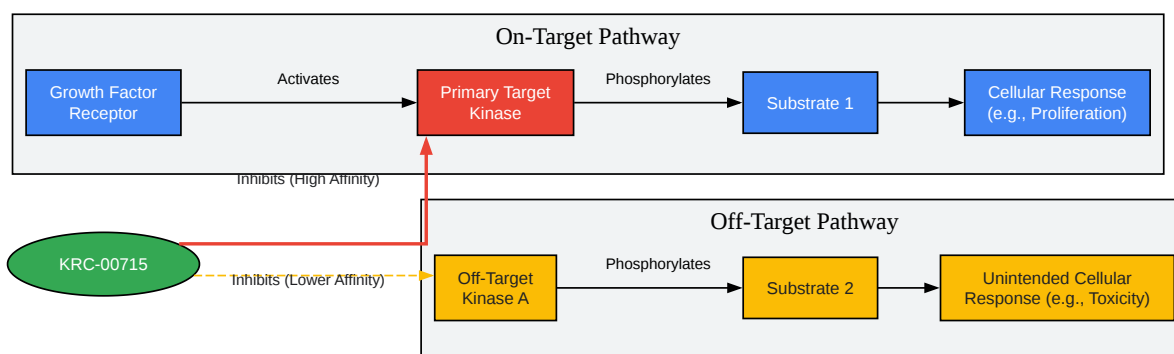 On-Target Pathway
Growth Factor
Receptor
Activates
Primary Target
Kinase
Phosphorylates
Substrate 1
Cellular Response
(e.g., Proliferation)
Inhibits (High Affinity)
KRC-00715
Inhibits (Lower Affinity)
Off-Target Pathway
Off-Target
Kinase A
Phosphorylates
Substrate 2
Unintended Cellular
Response (e.g., Toxicity)